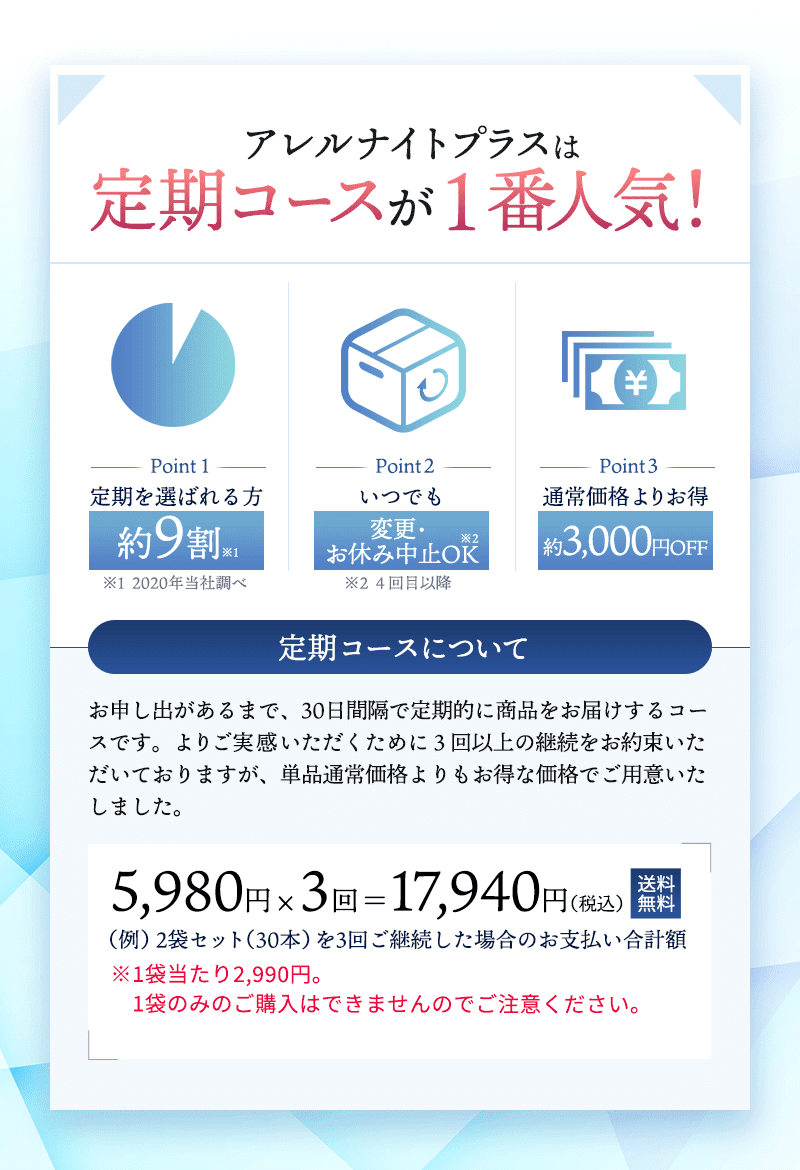 アレルナイトプラスは
定期コースが1番人気！
Point 1
定期を選ばれる方
約9割※1
※1 2020年当社調べ
Point 2
いつでも
変更・
お休み中止OK※2
※2 4回目以降
Point 3
通常価格よりお得
約3,000円OFF
定期コースについて
お申し出があるまで、30日間隔で定期的に商品をお届けするコー
スです。よりご実感いただくために３回以上の継続をお約束いた
だいておりますが、単品通常価格よりもお得な価格でご用意いた
しました。
5,980円×3回＝17,940円(税込) 送料無料
（例）2袋セット（30本）を3回ご継続した場合のお支払い合計額
※1袋当たり2,990円。
1袋のみのご購入はできませんのでご注意ください。